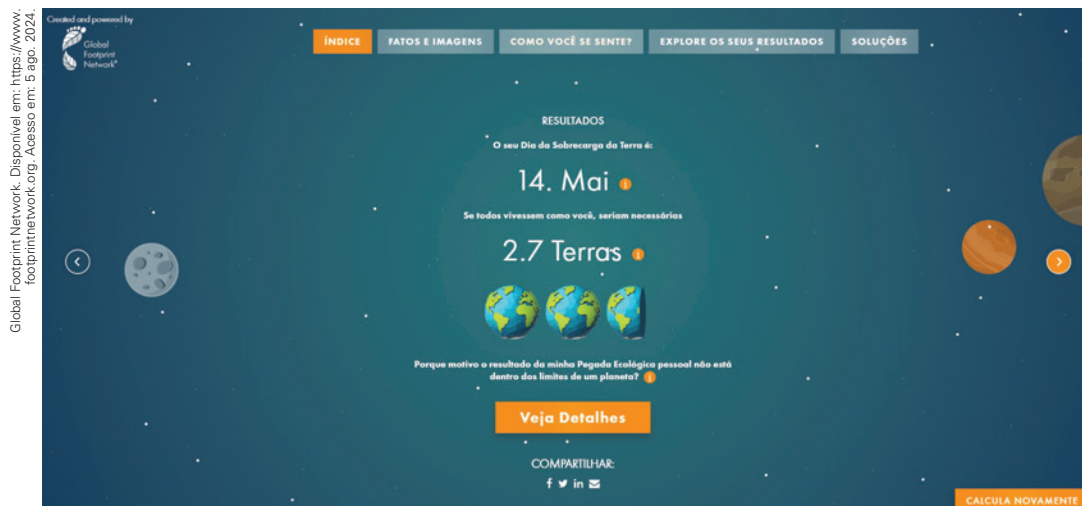 Global Footprint Network. Disponível em: https://www.
footprintnetwork.org. Acesso em: 5 ago. 2024.
Created and powered by
Global
Footprint
Network®
ÍNDICE
FATOS E IMAGENS
COMO VOCÊ SE SENTE?
EXPLORE OS SEUS RESULTADOS
SOLUÇÕES
RESULTADOS
O seu Dia da Sobrecarga da Terra é:
14. Mai i
Se todos vivessem como você, seriam necessárias
2.7 Terras i
Porque motivo o resultado da minha Pegada Ecológica pessoal não está
dentro dos limites de um planeta? i
Veja Detalhes
COMPARTILHAR:
CALCULA NOVAMENTE